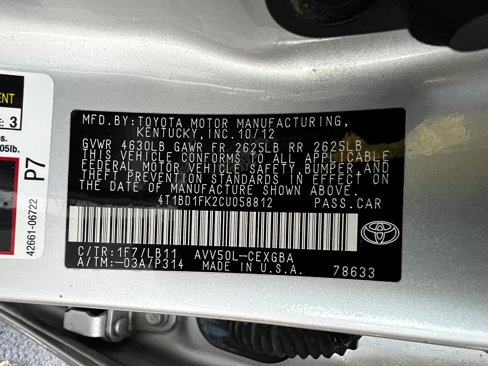 MFD.BY:TOYOTA MOTOR MANUFACTURING,
KENTUCKY,INC.10/12
GVWR 4630LB GAWR FR 2625LB RR 2625LB
THIS VEHICLE CONFORMS TO ALL APPLICABLE
FEDERAL MOTOR VEHICLE SAFETY,BUMPER,AND
THEFT PREVENTION STANDARDS IN EFFECT ON
THE DATE OF MANUFACTURE SHOWN ABOVE.
4T1BD1FK2CU058812 PASS.CAR
C/TR:1F7/LB11 AVV50L-CEXGBA
A/TM:-03A/P314 MADE IN U.S.A.
78633
TOYOTA
E: 3
05lb.
P7
42661-06722